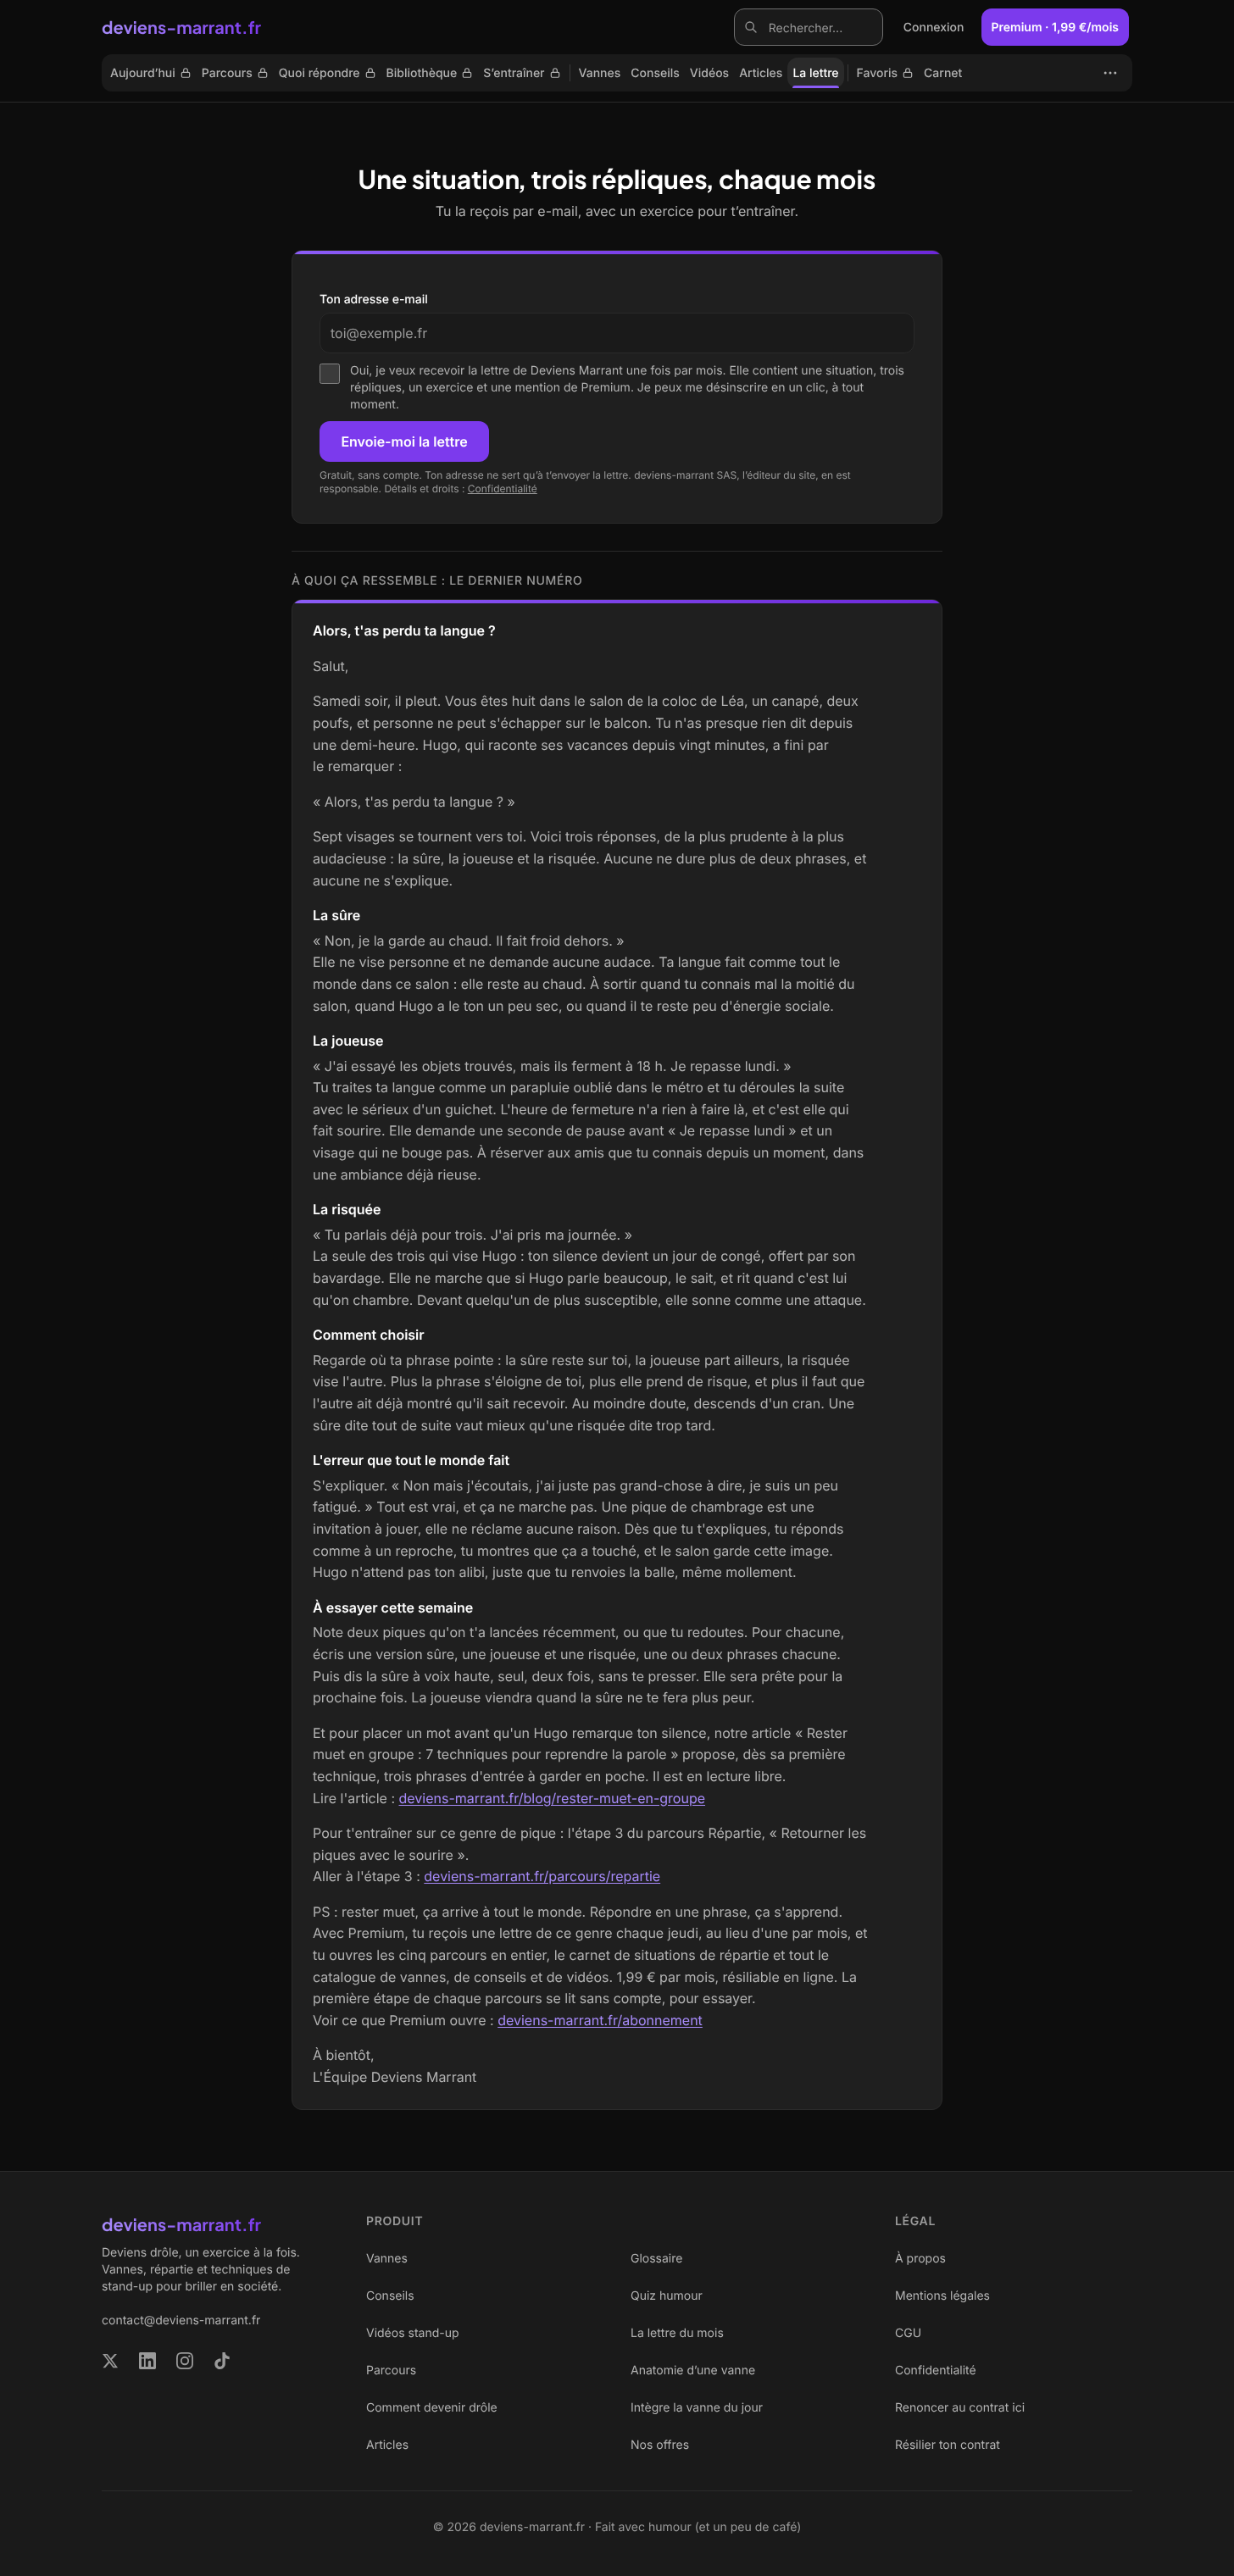 deviens-marrant.fr
Rechercher...
Connexion
Premium · 1,99 €/mois
Aujourd’hui
Parcours
Quoi répondre
Bibliothèque
S’entraîner
Vannes
Conseils
Vidéos
Articles
La lettre
Favoris
Carnet
Une situation, trois répliques, chaque mois
Tu la reçois par e-mail, avec un exercice pour t’entraîner.
Ton adresse e-mail
toi@exemple.fr
Oui, je veux recevoir la lettre de Deviens Marrant une fois par mois. Elle contient une situation, trois
répliques, un exercice et une mention de Premium. Je peux me désinscrire en un clic, à tout
moment.
Envoie-moi la lettre
Gratuit, sans compte. Ton adresse ne sert qu’à t’envoyer la lettre. deviens-marrant SAS, l’éditeur du site, en est
responsable. Détails et droits : Confidentialité
À QUOI ÇA RESSEMBLE : LE DERNIER NUMÉRO
Alors, t'as perdu ta langue ?
Salut,
Samedi soir, il pleut. Vous êtes huit dans le salon de la coloc de Léa, un canapé, deux
poufs, et personne ne peut s'échapper sur le balcon. Tu n'as presque rien dit depuis
une demi-heure. Hugo, qui raconte ses vacances depuis vingt minutes, a fini par
le remarquer :
« Alors, t'as perdu ta langue ? »
Sept visages se tournent vers toi. Voici trois réponses, de la plus prudente à la plus
audacieuse : la sûre, la joueuse et la risquée. Aucune ne dure plus de deux phrases, et
aucune ne s'explique.
La sûre
« Non, je la garde au chaud. Il fait froid dehors. »
Elle ne vise personne et ne demande aucune audace. Ta langue fait comme tout le
monde dans ce salon : elle reste au chaud. À sortir quand tu connais mal la moitié du
salon, quand Hugo a le ton un peu sec, ou quand il te reste peu d'énergie sociale.
La joueuse
« J'ai essayé les objets trouvés, mais ils ferment à 18 h. Je repasse lundi. »
Tu traites ta langue comme un parapluie oublié dans le métro et tu déroules la suite
avec le sérieux d'un guichet. L'heure de fermeture n'a rien à faire là, et c'est elle qui
fait sourire. Elle demande une seconde de pause avant « Je repasse lundi » et un
visage qui ne bouge pas. À réserver aux amis que tu connais depuis un moment, dans
une ambiance déjà rieuse.
La risquée
« Tu parlais déjà pour trois. J'ai pris ma journée. »
La seule des trois qui vise Hugo : ton silence devient un jour de congé, offert par son
bavardage. Elle ne marche que si Hugo parle beaucoup, le sait, et rit quand c'est lui
qu'on chambre. Devant quelqu'un de plus susceptible, elle sonne comme une attaque.
Comment choisir
Regarde où ta phrase pointe : la sûre reste sur toi, la joueuse part ailleurs, la risquée
vise l'autre. Plus la phrase s'éloigne de toi, plus elle prend de risque, et plus il faut que
l'autre ait déjà montré qu'il sait recevoir. Au moindre doute, descends d'un cran. Une
sûre dite tout de suite vaut mieux qu'une risquée dite trop tard.
L'erreur que tout le monde fait
S'expliquer. « Non mais j'écoutais, j'ai juste pas grand-chose à dire, je suis un peu
fatigué. » Tout est vrai, et ça ne marche pas. Une pique de chambrage est une
invitation à jouer, elle ne réclame aucune raison. Dès que tu t'expliques, tu réponds
comme à un reproche, tu montres que ça a touché, et le salon garde cette image.
Hugo n'attend pas ton alibi, juste que tu renvoies la balle, même mollement.
À essayer cette semaine
Note deux piques qu'on t'a lancées récemment, ou que tu redoutes. Pour chacune,
écris une version sûre, une joueuse et une risquée, une ou deux phrases chacune.
Puis dis la sûre à voix haute, seul, deux fois, sans te presser. Elle sera prête pour la
prochaine fois. La joueuse viendra quand la sûre ne te fera plus peur.
Et pour placer un mot avant qu'un Hugo remarque ton silence, notre article « Rester
muet en groupe : 7 techniques pour reprendre la parole » propose, dès sa première
technique, trois phrases d'entrée à garder en poche. Il est en lecture libre.
Lire l'article : deviens-marrant.fr/blog/rester-muet-en-groupe
Pour t'entraîner sur ce genre de pique : l'étape 3 du parcours Répartie, « Retourner les
piques avec le sourire ».
Aller à l'étape 3 : deviens-marrant.fr/parcours/repartie
PS : rester muet, ça arrive à tout le monde. Répondre en une phrase, ça s'apprend.
Avec Premium, tu reçois une lettre de ce genre chaque jeudi, au lieu d'une par mois, et
tu ouvres les cinq parcours en entier, le carnet de situations de répartie et tout le
catalogue de vannes, de conseils et de vidéos. 1,99 € par mois, résiliable en ligne. La
première étape de chaque parcours se lit sans compte, pour essayer.
Voir ce que Premium ouvre : deviens-marrant.fr/abonnement
À bientôt,
L'Équipe Deviens Marrant
deviens-marrant.fr
Deviens drôle, un exercice à la fois.
Vannes, répartie et techniques de
stand-up pour briller en société.
contact@deviens-marrant.fr
PRODUIT
Vannes
Conseils
Vidéos stand-up
Parcours
Comment devenir drôle
Articles
Glossaire
Quiz humour
La lettre du mois
Anatomie d’une vanne
Intègre la vanne du jour
Nos offres
LÉGAL
À propos
Mentions légales
CGU
Confidentialité
Renoncer au contrat ici
Résilier ton contrat
© 2026 deviens-marrant.fr · Fait avec humour (et un peu de café)